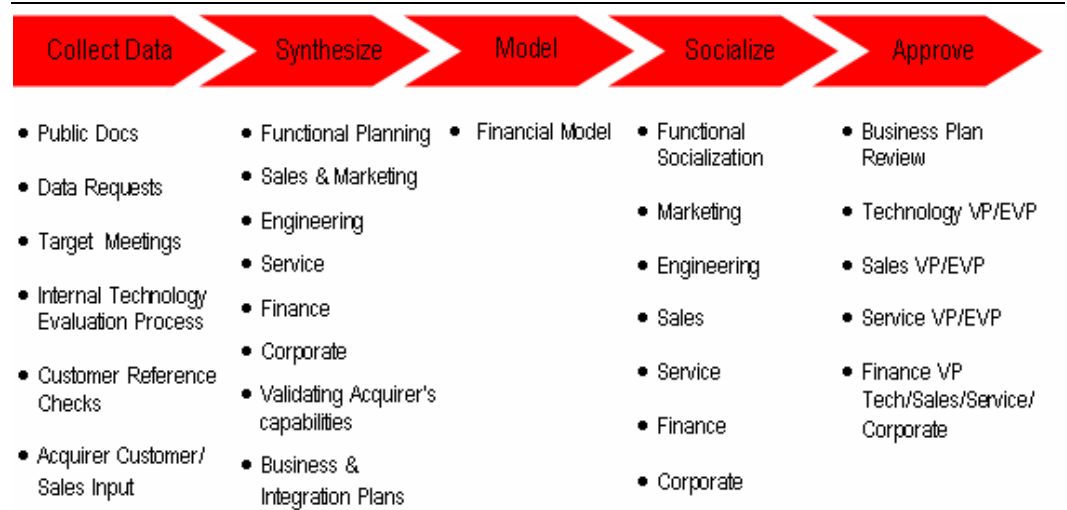 Collect Data
Synthesize
Model
Socialize
Approve
• Public Docs
• Data Requests
• Target Meetings
• Internal Technology
Evaluation Process
• Customer Reference
Checks
• Acquirer Customer/
Sales Input
• Functional Planning
• Sales & Marketing
• Engineering
• Service
• Finance
• Corporate
• Validating Acquirer's
capabilities
• Business &
Integration Plans
• Financial Model
• Functional
Socialization
• Marketing
• Engineering
• Sales
• Service
• Finance
• Corporate
• Business Plan
Review
• Technology VP/EVP
• Sales VP/EVP
• Service VP/EVP
• Finance VP
Tech/Sales/Service/
Corporate